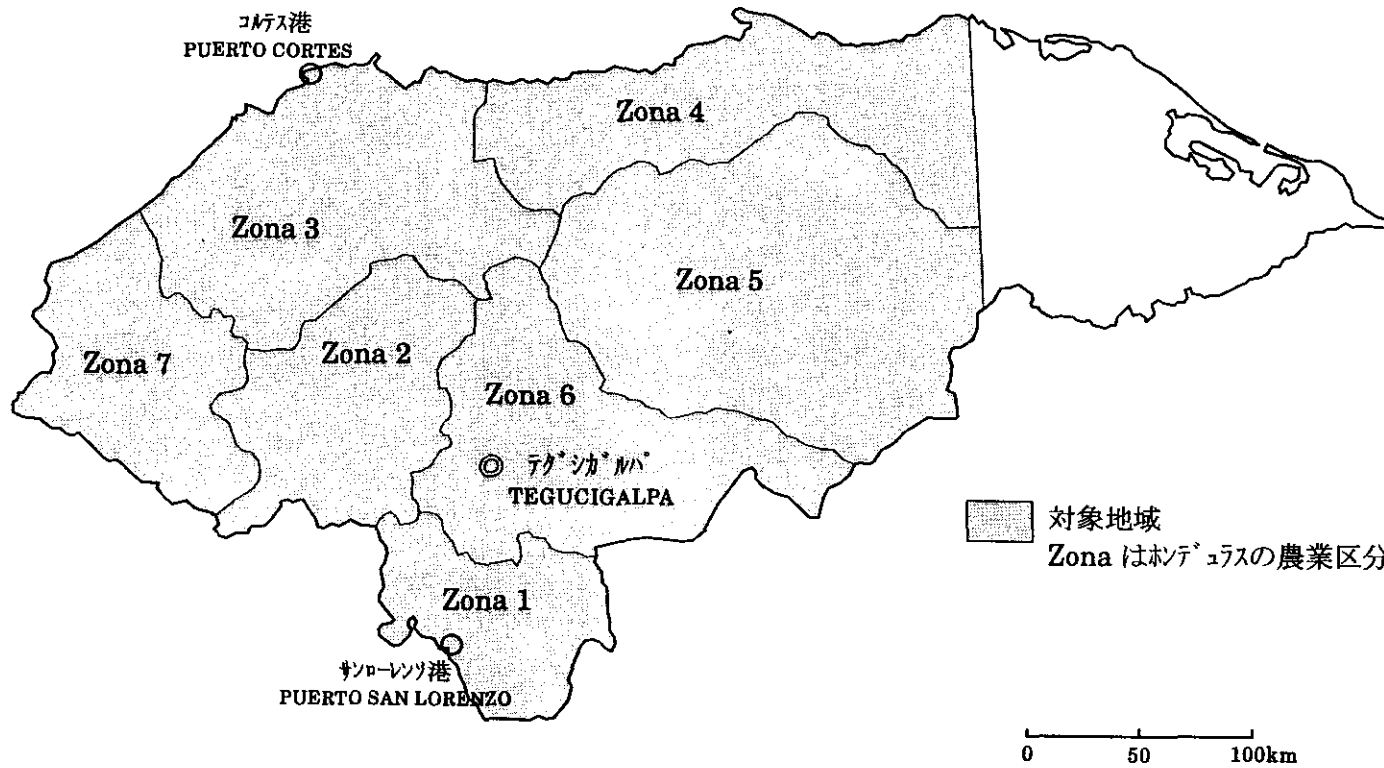 コルテス港
PUERTO CORTES
Zona 4
Zona 3
Zona 5
Zona 7
Zona 2
Zona 6
テグシガルパ
TEGUCIGALPA
対象地域
Zona はホンデュラスの農業区分
Zona 1
サンローレンソ港
PUERTO SAN LORENZO
0 50 100km